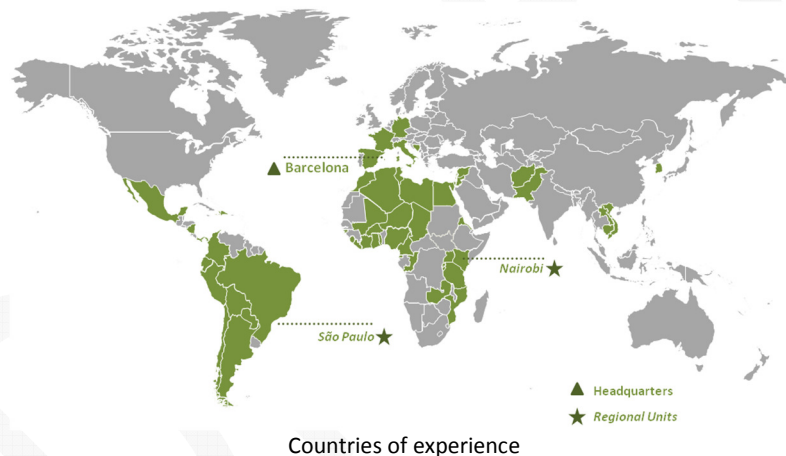 Barcelona
Nairobi
São Paulo
Headquarters
Regional Units
Countries of experience